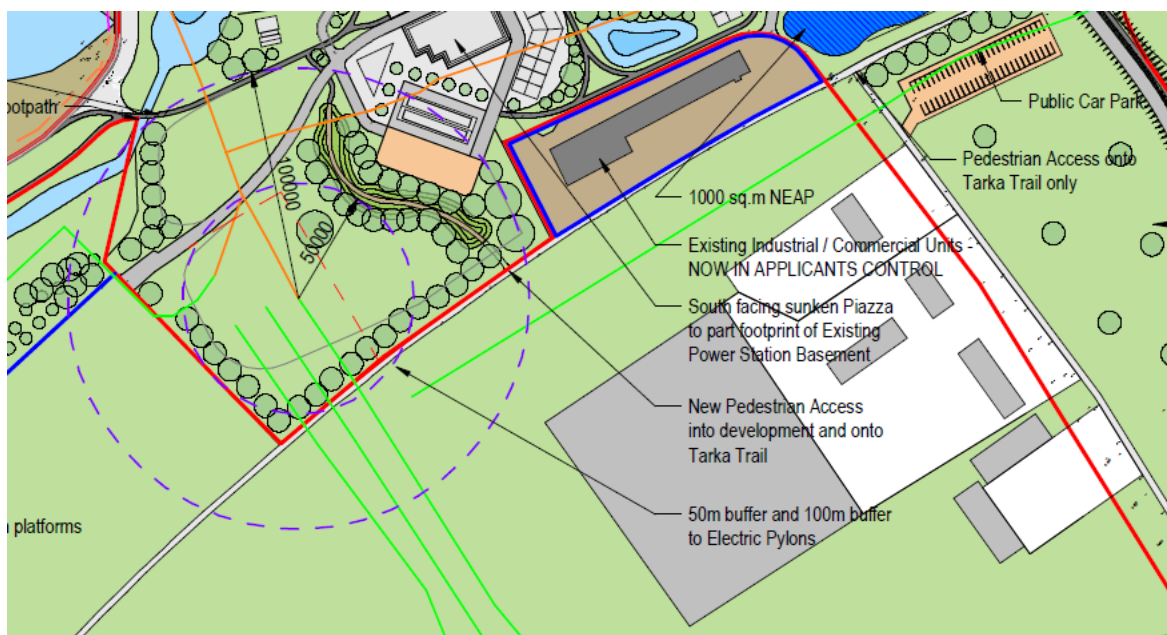 ootpath
Public Car Park
Pedestrian Access onto
Tarka Trail only
100000
50000
1000 sq.m NEAP
Existing Industrial / Commercial Units -
NOW IN APPLICANTS CONTROL
South facing sunken Piazza
to part footprint of Existing
Power Station Basement
New Pedestrian Access
into development and onto
Tarka Trail
50m buffer and 100m buffer
to Electric Pylons
platforms